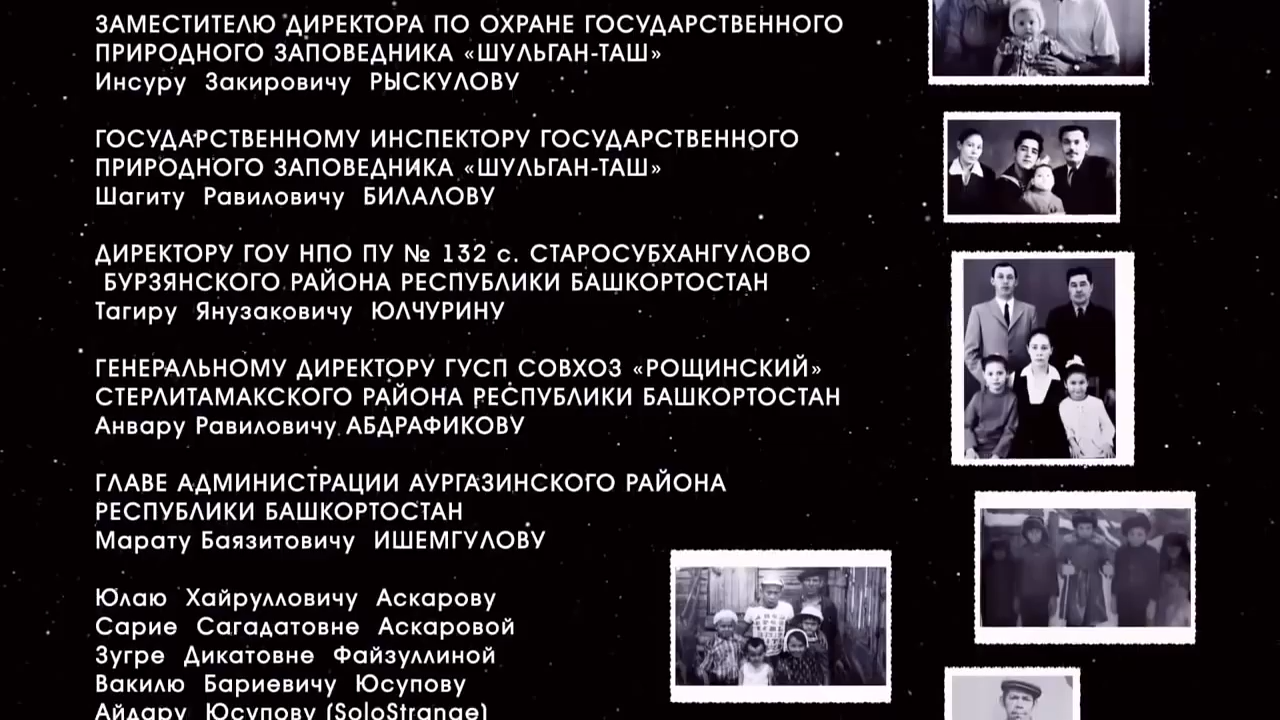 ЗАМЕСТИТЕЛЮ ДИРЕКТОРА ПО ОХРАНЕ ГОСУДАРСТВЕННОГО
ПРИРОДНОГО ЗАПОВЕДНИКА «ШУЛЬГАН-ТАШ»
Инсуру Закировичу РЫСКУЛОВУ
ГОСУДАРСТВЕННОМУ ИНСПЕКТОРУ ГОСУДАРСТВЕННОГО
ПРИРОДНОГО ЗАПОВЕДНИКА «ШУЛЬГАН-ТАШ»
Шагиту Равиловичу БИЛАЛОВУ
ДИРЕКТОРУ ГОУ НПО ПУ № 132 с. СТАРОСУБХАНГУЛОВО
БУРЗЯНСКОГО РАЙОНА РЕСПУБЛИКИ БАШКОРТОСТАН
Тагиру Янузаковичу ЮЛЧУРИНУ
ГЕНЕРАЛЬНОМУ ДИРЕКТОРУ ГУСП СОВХОЗ «РОЩИНСКИЙ»
СТЕРЛИТАМАКСКОГО РАЙОНА РЕСПУБЛИКИ БАШКОРТОСТАН
Анвару Равиловичу АБДРАФИКОВУ
ГЛАВЕ АДМИНИСТРАЦИИ АУРГАЗИНСКОГО РАЙОНА
РЕСПУБЛИКИ БАШКОРТОСТАН
Марату Баязитовичу ИШЕМГУЛОВУ
Юлаю Хайрулловичу Аскарову
Сарие Сагадатовне Аскаровой
Зугре Дикатовне Файзуллиной
Вакилю Бариевичу Юсупову
Айдару Юсупову (SoloStrange)